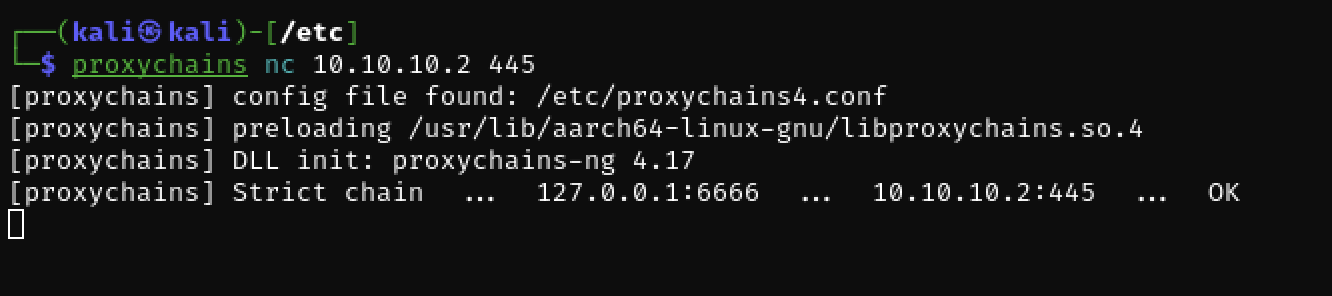 ┌──(kali㉿kali)-[/etc]
└─$ proxychains nc 10.10.10.2 445
[proxychains] config file found: /etc/proxychains4.conf
[proxychains] preloading /usr/lib/aarch64-linux-gnu/libproxychains.so.4
[proxychains] DLL init: proxychains-ng 4.17
[proxychains] Strict chain  ...  127.0.0.1:6666  ...  10.10.10.2:445  ...  OK